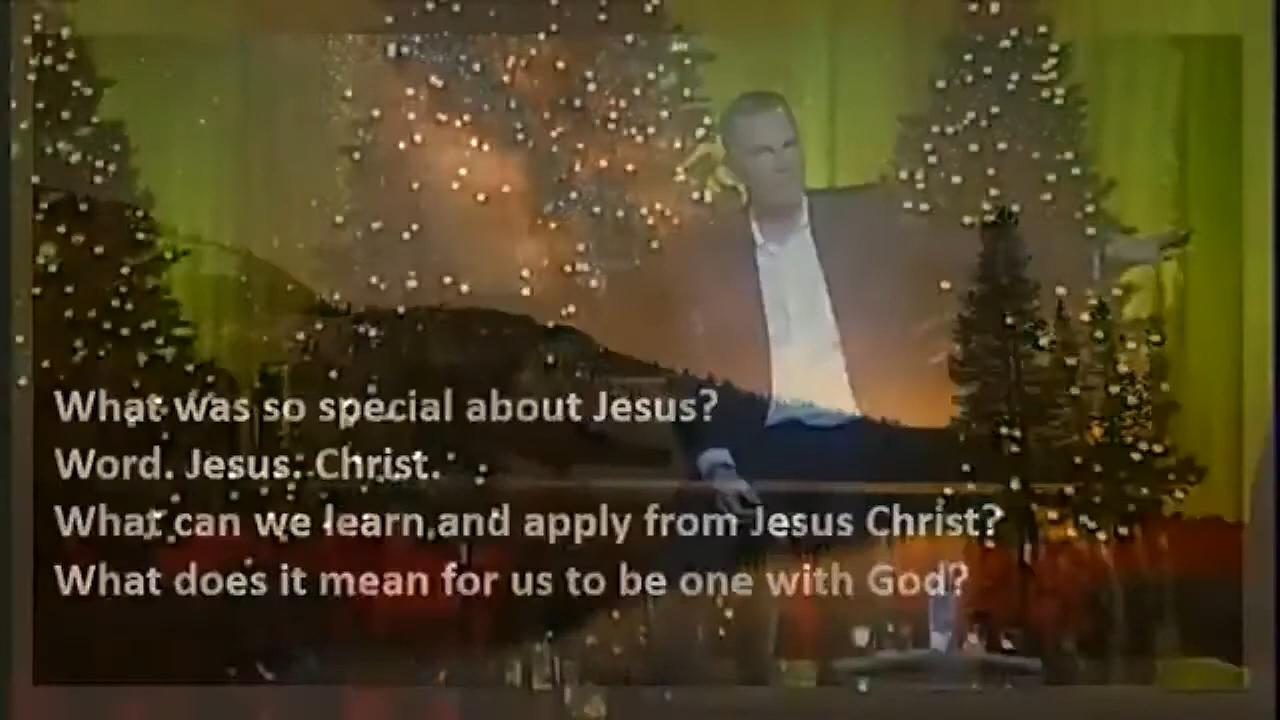 What was so special about Jesus?
Word. Jesus. Christ.
What can we learn and apply from Jesus Christ?
What does it mean for us to be one with God?